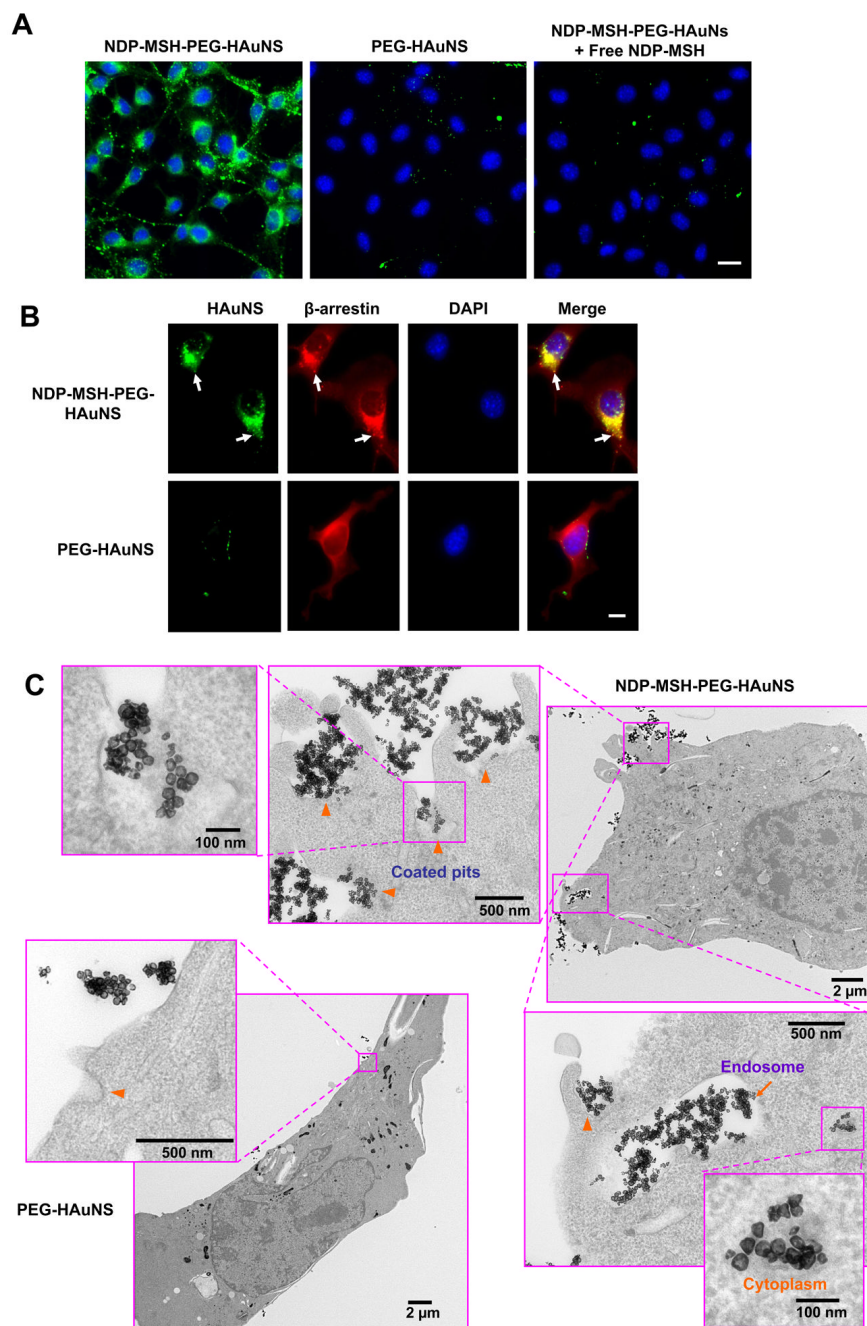 A
NDP-MSH-PEG-HAuNS
PEG-HAuNS
NDP-MSH-PEG-HAuNs
+ Free NDP-MSH
B
HAuNS
β-arrestin
DAPI
Merge
NDP-MSH-PEG-
HAuNS
PEG-HAuNS
C
NDP-MSH-PEG-HAuNS
100 nm
Coated pits
500 nm
2 μm
500 nm
Endosome
500 nm
PEG-HAuNS
2 μm
Cytoplasm
100 nm